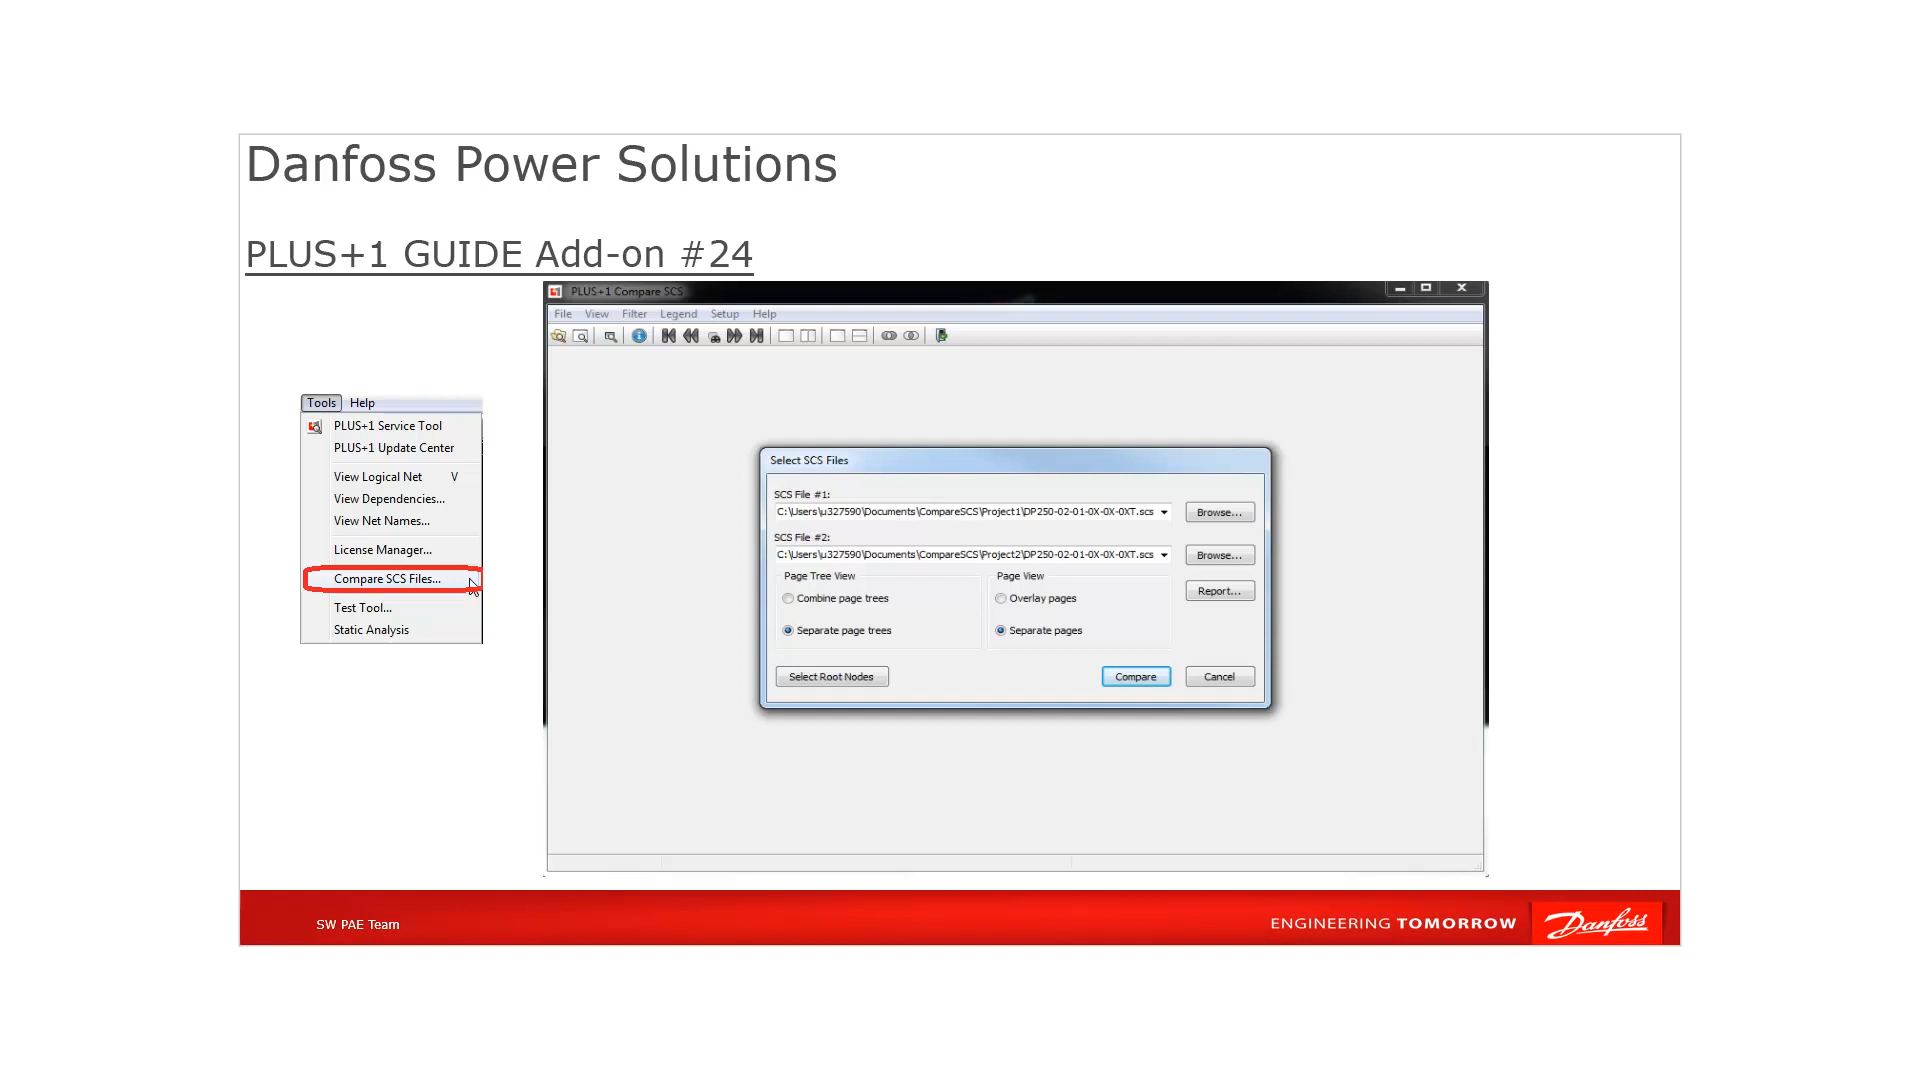 Danfoss Power Solutions
PLUS+1 GUIDE Add-on #24
Tools Help
PLUS+1 Service Tool
PLUS+1 Update Center
View Logical Net V
View Dependencies...
View Net Names...
License Manager...
Compare SCS Files...
Test Tool...
Static Analysis
PLUS+1 Compare SCS
File View Filter Legend Setup Help
Select SCS Files
SCS File #1:
C:\Users\u327590\Documents\CompareSCS\Project1\DP250-02-01-0X-0X-0XT.scs
Browse...
SCS File #2:
C:\Users\u327590\Documents\CompareSCS\Project2\DP250-02-01-0X-0X-0XT.scs
Browse...
Page Tree View
Combine page trees
Separate page trees
Page View
Overlay pages
Separate pages
Report...
Select Root Nodes
Compare
Cancel
SW PAE Team
ENGINEERING TOMORROW
Danfoss